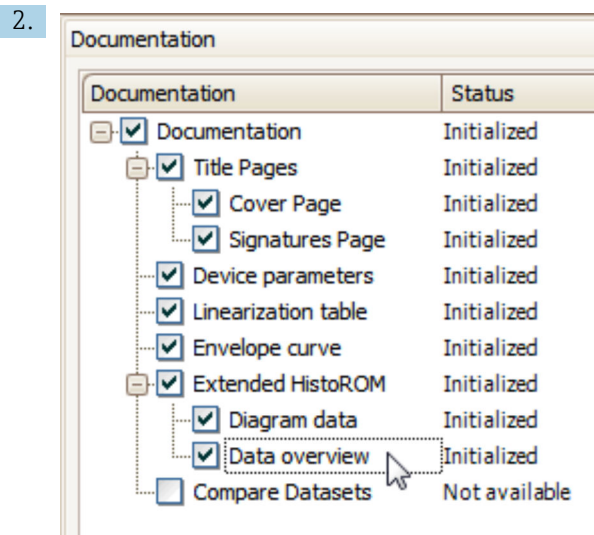 2.
Documentation
Documentation Status
Documentation Initialized
Title Pages Initialized
Cover Page Initialized
Signatures Page Initialized
Device parameters Initialized
Linearization table Initialized
Envelope curve Initialized
Extended HistoROM Initialized
Diagram data Initialized
Data overview Initialized
Compare Datasets Not available